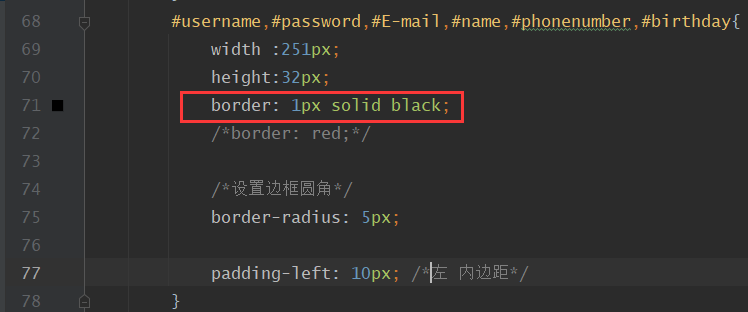 68 #username,#password,#E-mail,#name,#phonenumber,#birthday{
69 width :251px;
70 height:32px;
71 border: 1px solid black;
72 /*border: red;*/
73
74 /*设置边框圆角*/
75 border-radius: 5px;
76
77 padding-left: 10px; /*左 内边距*/
78 }